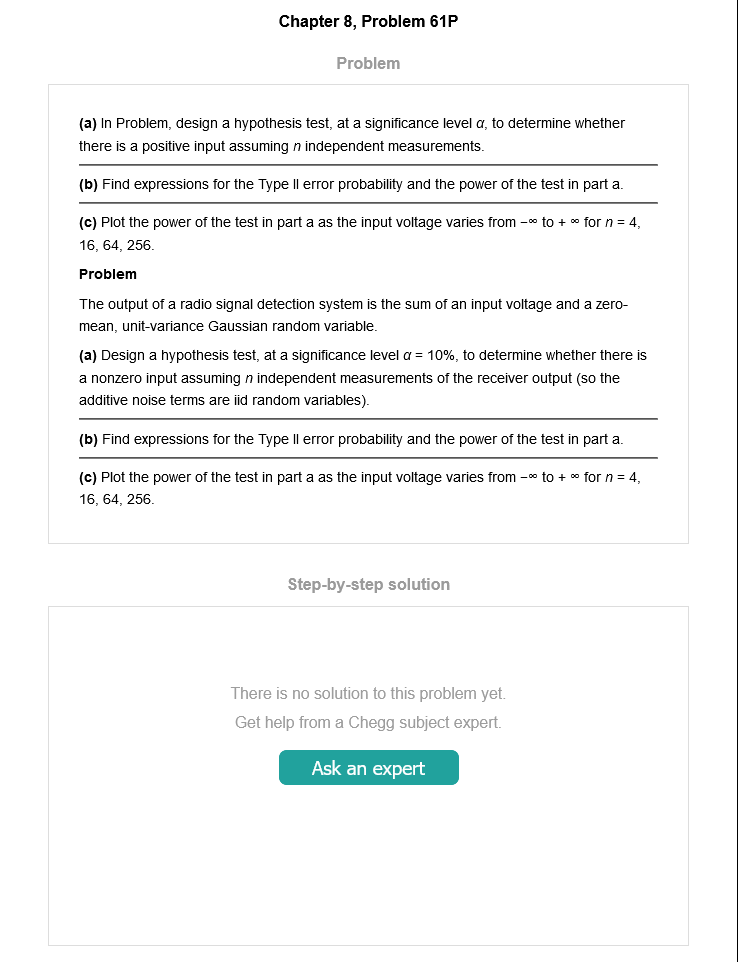 Chapter 8, Problem 61P
Problem
(a) In Problem, design a hypothesis test, at a significance level α, to determine whether
there is a positive input assuming n independent measurements.
(b) Find expressions for the Type II error probability and the power of the test in part a.
(c) Plot the power of the test in part a as the input voltage varies from −∞ to + ∞ for n = 4,
16, 64, 256.
Problem
The output of a radio signal detection system is the sum of an input voltage and a zero-
mean, unit-variance Gaussian random variable.
(a) Design a hypothesis test, at a significance level α = 10%, to determine whether there is
a nonzero input assuming n independent measurements of the receiver output (so the
additive noise terms are iid random variables).
(b) Find expressions for the Type II error probability and the power of the test in part a.
(c) Plot the power of the test in part a as the input voltage varies from −∞ to + ∞ for n = 4,
16, 64, 256.
Step-by-step solution
There is no solution to this problem yet.
Get help from a Chegg subject expert.
Ask an expert